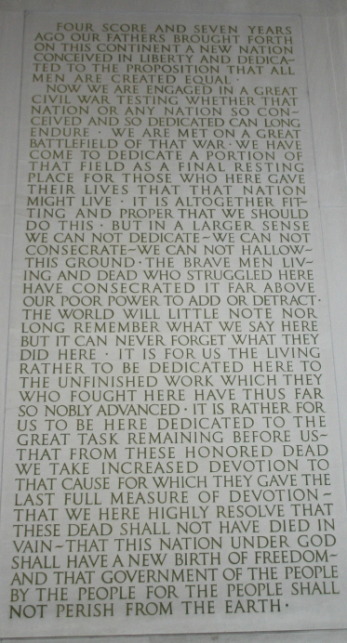 FOUR SCORE AND SEVEN YEARS
AGO OUR FATHERS BROUGHT FORTH
ON THIS CONTINENT A NEW NATION
CONCEIVED IN LIBERTY AND DEDICA-
TED TO THE PROPOSITION THAT ALL
MEN ARE CREATED EQUAL ·
NOW WE ARE ENGAGED IN A GREAT
CIVIL WAR TESTING WHETHER THAT
NATION OR ANY NATION SO CON-
CEIVED AND SO DEDICATED CAN LONG
ENDURE · WE ARE MET ON A GREAT
BATTLEFIELD OF THAT WAR · WE HAVE
COME TO DEDICATE A PORTION OF
THAT FIELD AS A FINAL RESTING
PLACE FOR THOSE WHO HERE GAVE
THEIR LIVES THAT THAT NATION
MIGHT LIVE · IT IS ALTOGETHER FIT-
TING AND PROPER THAT WE SHOULD
DO THIS · BUT IN A LARGER SENSE
WE CAN NOT DEDICATE~WE CAN NOT
CONSECRATE~WE CAN NOT HALLOW~
THIS GROUND · THE BRAVE MEN LIV-
ING AND DEAD WHO STRUGGLED HERE
HAVE CONSECRATED IT FAR ABOVE
OUR POOR POWER TO ADD OR DETRACT ·
THE WORLD WILL LITTLE NOTE NOR
LONG REMEMBER WHAT WE SAY HERE
BUT IT CAN NEVER FORGET WHAT THEY
DID HERE · IT IS FOR US THE LIVING
RATHER TO BE DEDICATED HERE TO
THE UNFINISHED WORK WHICH THEY
WHO FOUGHT HERE HAVE THUS FAR
SO NOBLY ADVANCED · IT IS RATHER FOR
US TO BE HERE DEDICATED TO THE
GREAT TASK REMAINING BEFORE US~
THAT FROM THESE HONORED DEAD
WE TAKE INCREASED DEVOTION TO
THAT CAUSE FOR WHICH THEY GAVE THE
LAST FULL MEASURE OF DEVOTION ~
THAT WE HERE HIGHLY RESOLVE THAT
THESE DEAD SHALL NOT HAVE DIED IN
VAIN~THAT THIS NATION UNDER GOD
SHALL HAVE A NEW BIRTH OF FREEDOM~
AND THAT GOVERNMENT OF THE PEOPLE
BY THE PEOPLE FOR THE PEOPLE SHALL
NOT PERISH FROM THE EARTH ·